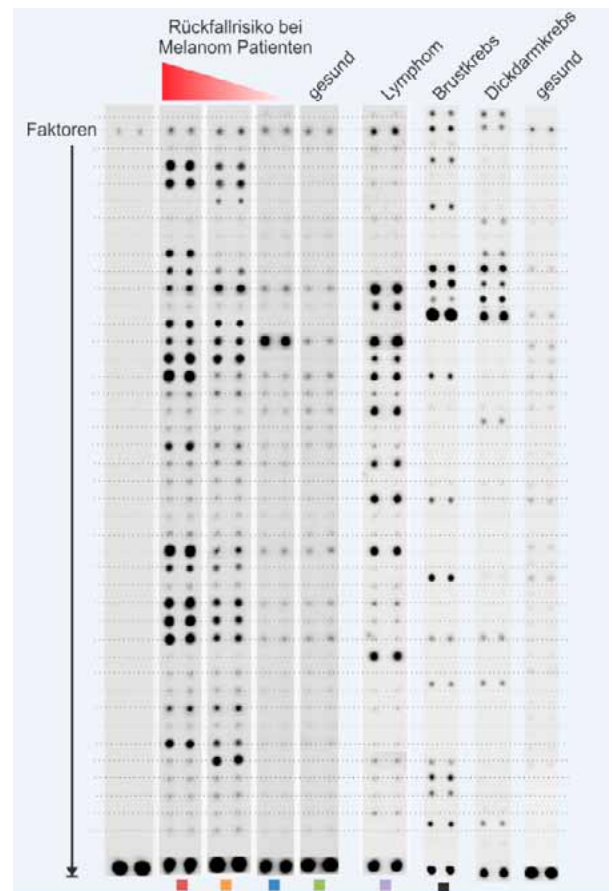 Rückfallrisiko bei
Melanom Patienten
gesund
Lymphom
Brustkrebs
Dickdarmkrebs
gesund
Faktoren